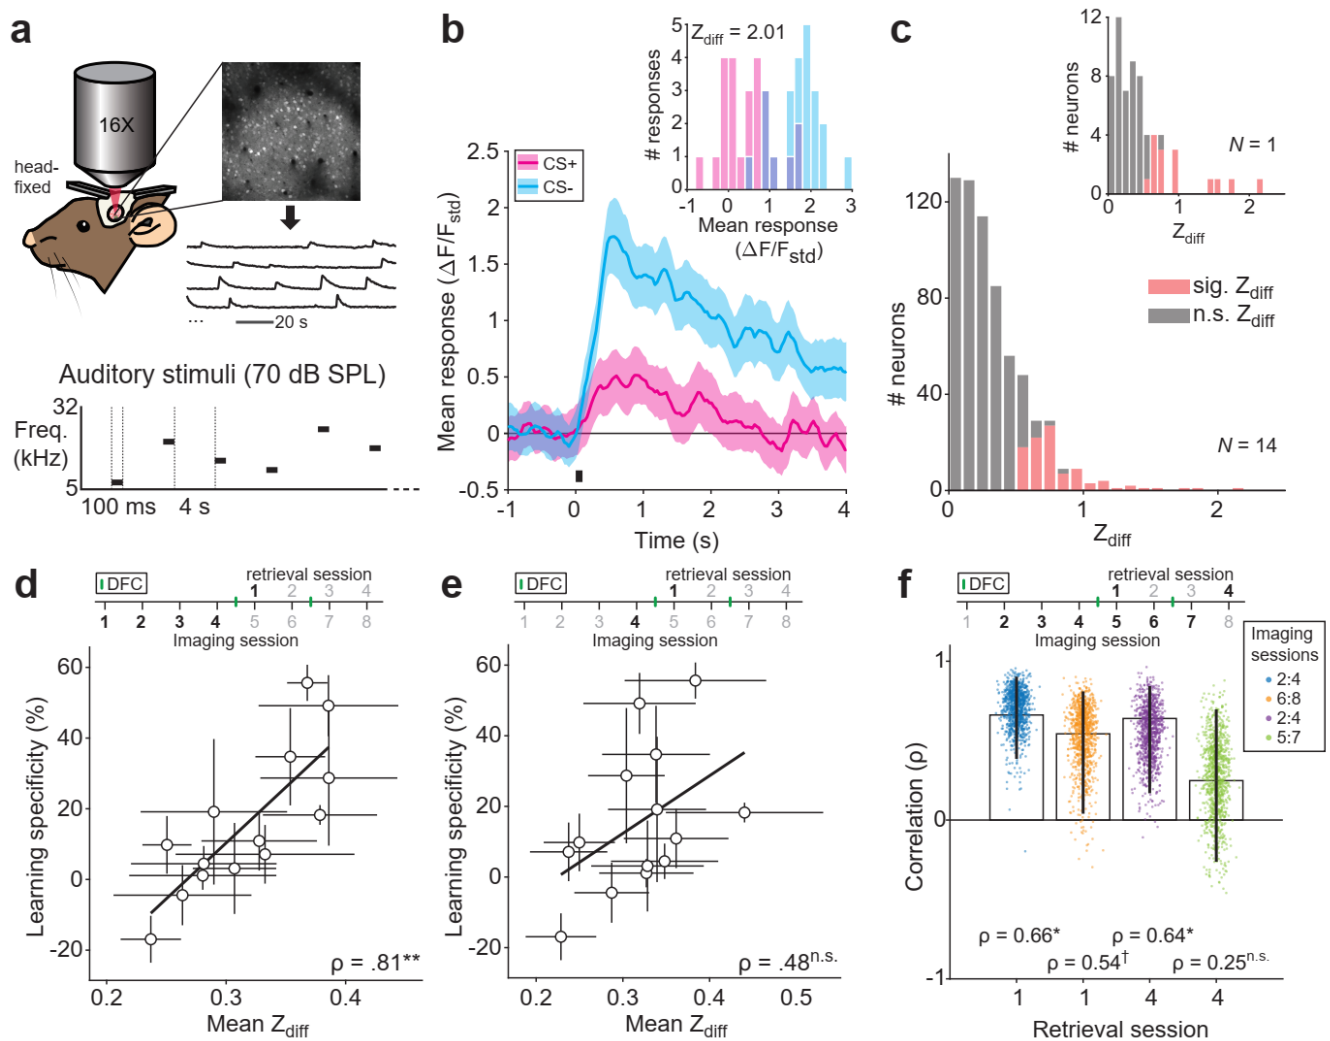 a
16X
head-
fixed
...
20 s
Auditory stimuli (70 dB SPL)
32
Freq.
(kHz)
5
100 ms
4 s
b
5
4
3
2
1
0
# responses
Zdiff = 2.01
-1
0
1
2
3
Mean response
(ΔF/Fstd)
CS+
CS-
2.5
2
1.5
1
0.5
0
-0.5
Mean response (ΔF/Fstd)
-1
0
1
2
3
4
Time (s)
c
12
8
4
0
# neurons
N = 1
0
1
2
Zdiff
sig. Zdiff
n.s. Zdiff
120
80
40
0
# neurons
N = 14
0
1
2
Zdiff
d
DFC
retrieval session
1 2 3 4
1 2 3 4 5 6 7 8
Imaging session
60
40
20
0
-20
Learning specificity (%)
ρ = .81**
0.2
0.3
0.4
Mean Zdiff
e
DFC
retrieval session
1 2 3 4
1 2 3 4 5 6 7 8
Imaging session
60
40
20
0
-20
Learning specificity (%)
ρ = .48n.s.
0.2
0.3
0.4
0.5
Mean Zdiff
f
DFC
retrieval session
1 2 3 4
1 2 3 4 5 6 7 8
Imaging session
Imaging
sessions
2:4
6:8
2:4
5:7
1
0
-1
Correlation (ρ)
ρ = 0.66*
ρ = 0.54†
ρ = 0.64*
ρ = 0.25n.s.
1
1
4
4
Retrieval session